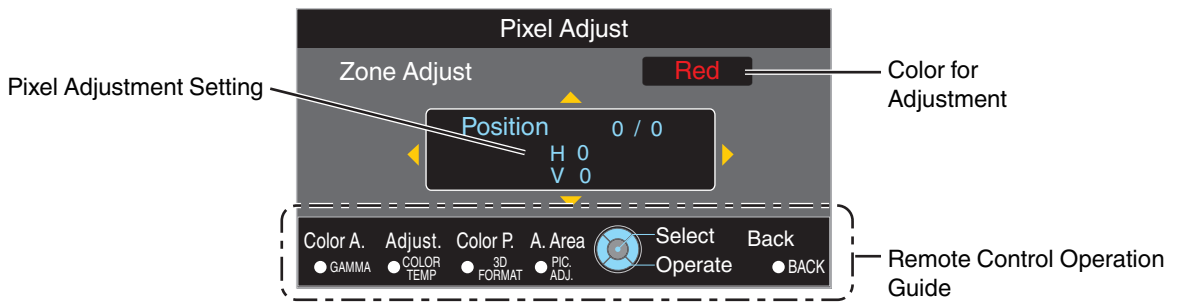 Pixel Adjust
Zone Adjust Red
Pixel Adjustment Setting
Color for
Adjustment
Position 0 / 0
H 0
V 0
Color A. Adjust. Color P. A. Area Select Back
GAMMA COLOR TEMP 3D FORMAT PIC. ADJ. Operate BACK
Remote Control Operation
Guide